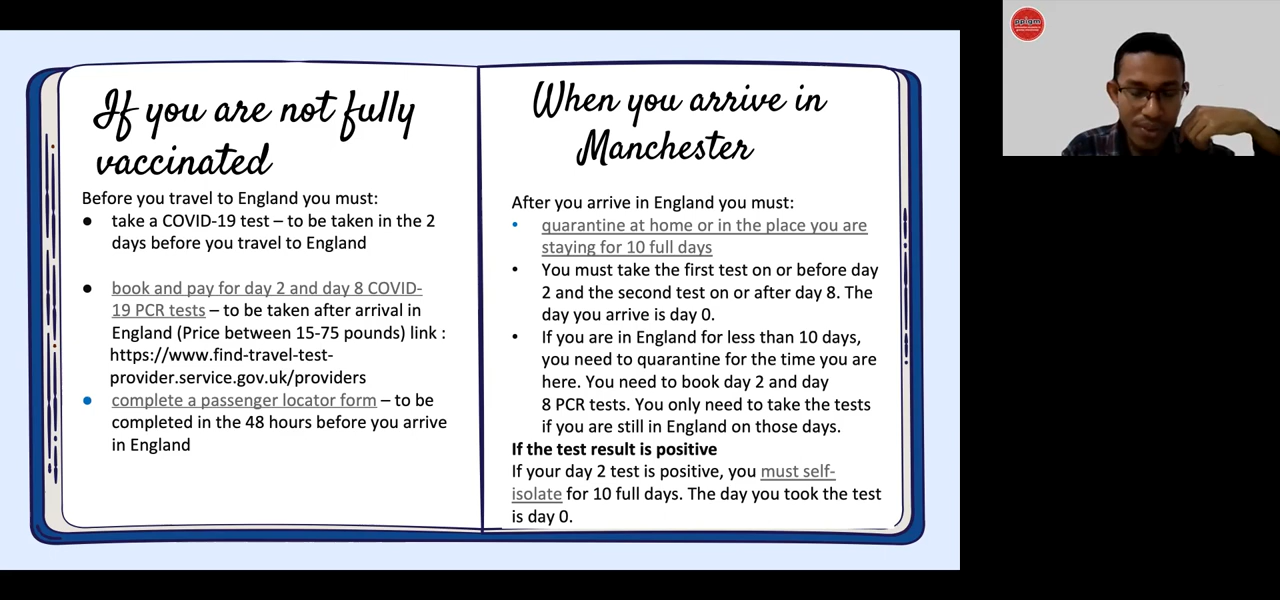 If you are not fully
vaccinated
Before you travel to England you must:
● take a COVID-19 test – to be taken in the 2
days before you travel to England
● book and pay for day 2 and day 8 COVID-
19 PCR tests – to be taken after arrival in
England (Price between 15-75 pounds) link :
https://www.find-travel-test-
provider.service.gov.uk/providers
● complete a passenger locator form – to be
completed in the 48 hours before you arrive
in England
When you arrive in
Manchester
After you arrive in England you must:
• quarantine at home or in the place you are
staying for 10 full days
• You must take the first test on or before day
2 and the second test on or after day 8. The
day you arrive is day 0.
• If you are in England for less than 10 days,
you need to quarantine for the time you are
here. You need to book day 2 and day
8 PCR tests. You only need to take the tests
if you are still in England on those days.
If the test result is positive
If your day 2 test is positive, you must self-
isolate for 10 full days. The day you took the test
is day 0.
ppigm